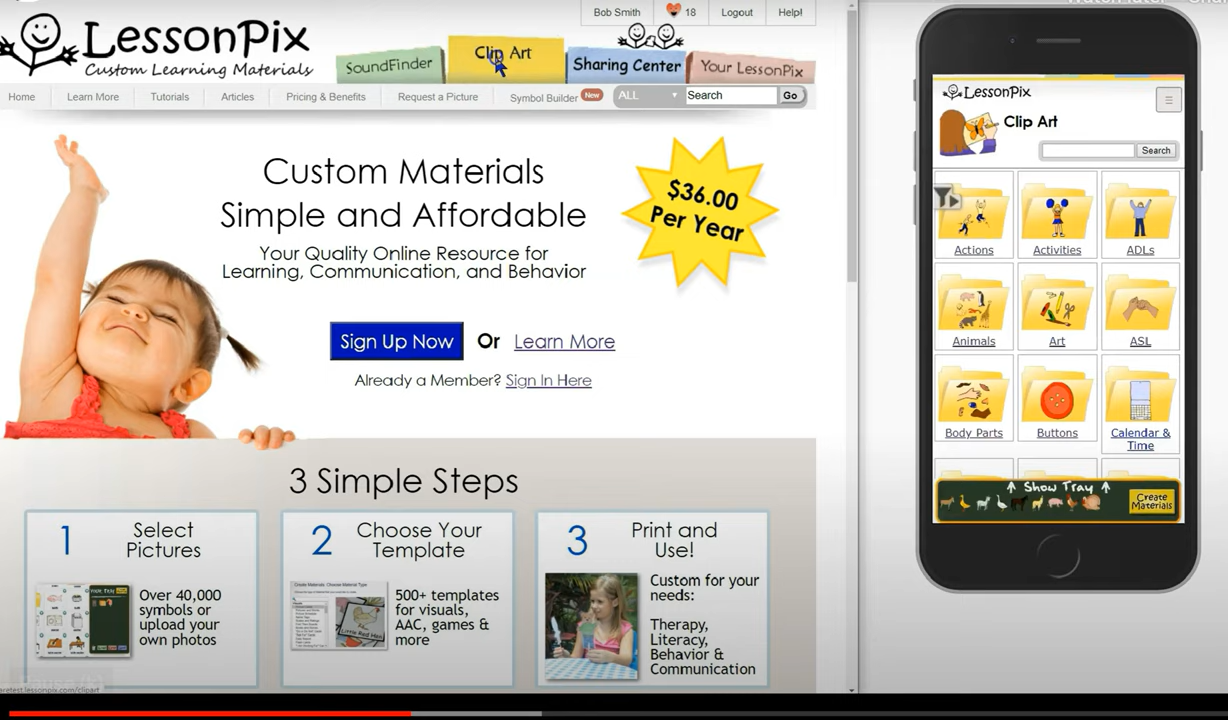 Bob Smith
18
Logout
Help!
LessonPix
Custom Learning Materials
SoundFinder
Clip Art
Sharing Center
Your LessonPix
Home
Learn More
Tutorials
Articles
Pricing & Benefits
Request a Picture
Symbol Builder New
ALL
Search
Go
Custom Materials
Simple and Affordable
Your Quality Online Resource for
Learning, Communication, and Behavior
$36.00
Per Year
Sign Up Now Or Learn More
Already a Member? Sign In Here
3 Simple Steps
1
Select
Pictures
Over 40,000
symbols or
upload your
own photos
2
Choose Your
Template
500+ templates
for visuals,
AAC, games &
more
Little Red Hen
3
Print and
Use!
Custom for your
needs:
Therapy,
Literacy,
Behavior &
Communication
LessonPix
Clip Art
Search
Actions
Activities
ADLs
Animals
Art
ASL
Body Parts
Buttons
Calendar &
Time
Show Tray
Create
Materials